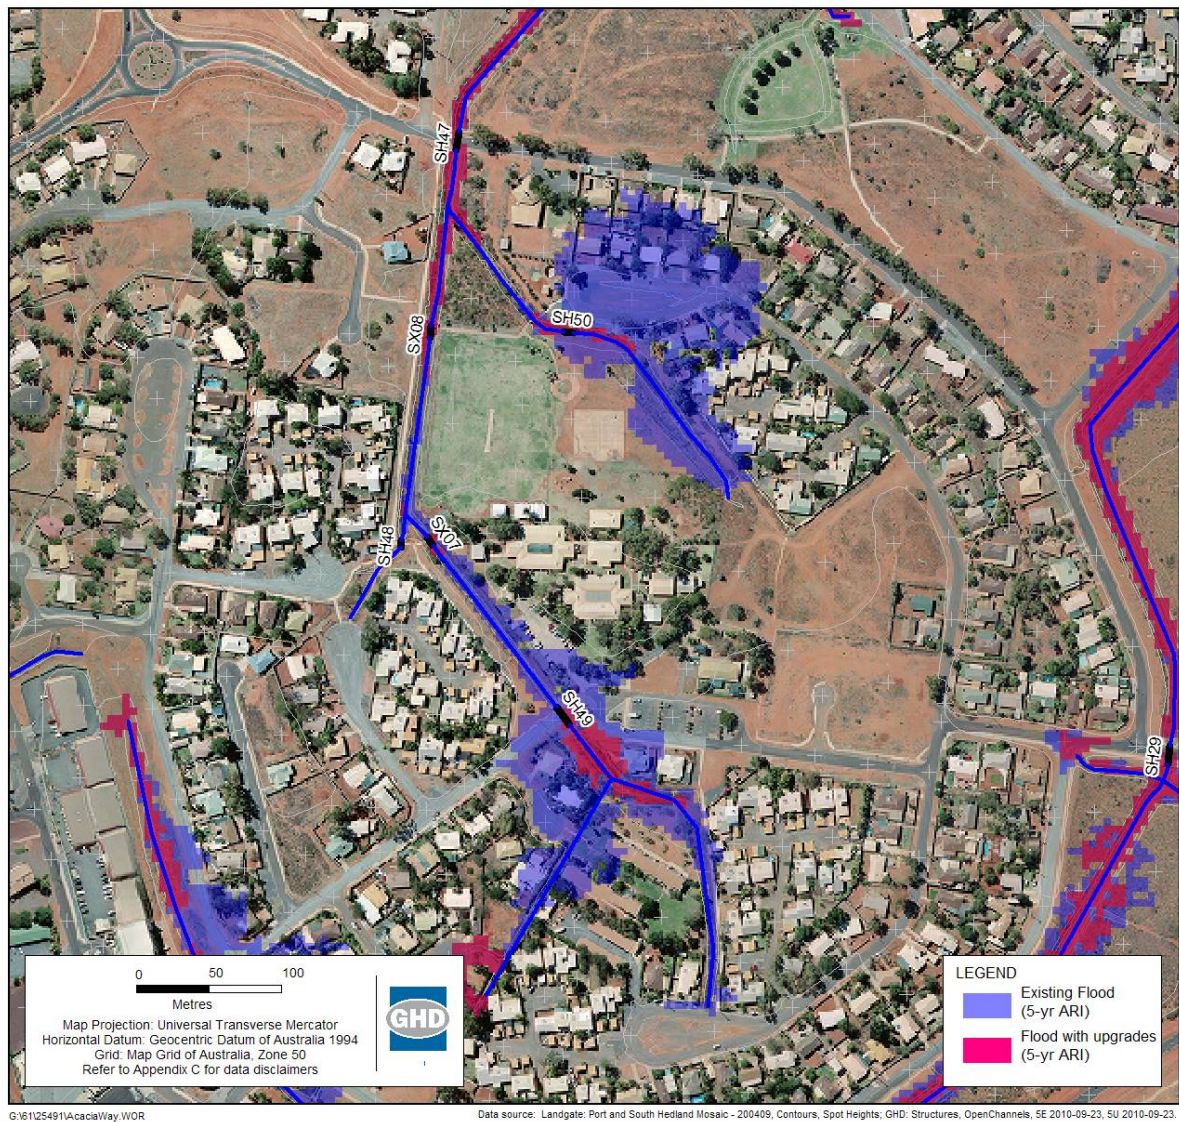 SH47
SH50
SX08
SH48
SX07
SH49
SH29
0 50 100
Metres
Map Projection: Universal Transverse Mercator
Horizontal Datum: Geocentric Datum of Australia 1994
Grid: Map Grid of Australia, Zone 50
Refer to Appendix C for data disclaimers
GHD
LEGEND
Existing Flood
(5-yr ARI)
Flood with upgrades
(5-yr ARI)
G:\61\25491\AcaciaWay.WOR
Data source: Landgate: Port and South Hedland Mosaic - 200409, Contours, Spot Heights; GHD: Structures, OpenChannels, 5E 2010-09-23, 5U 2010-09-23.